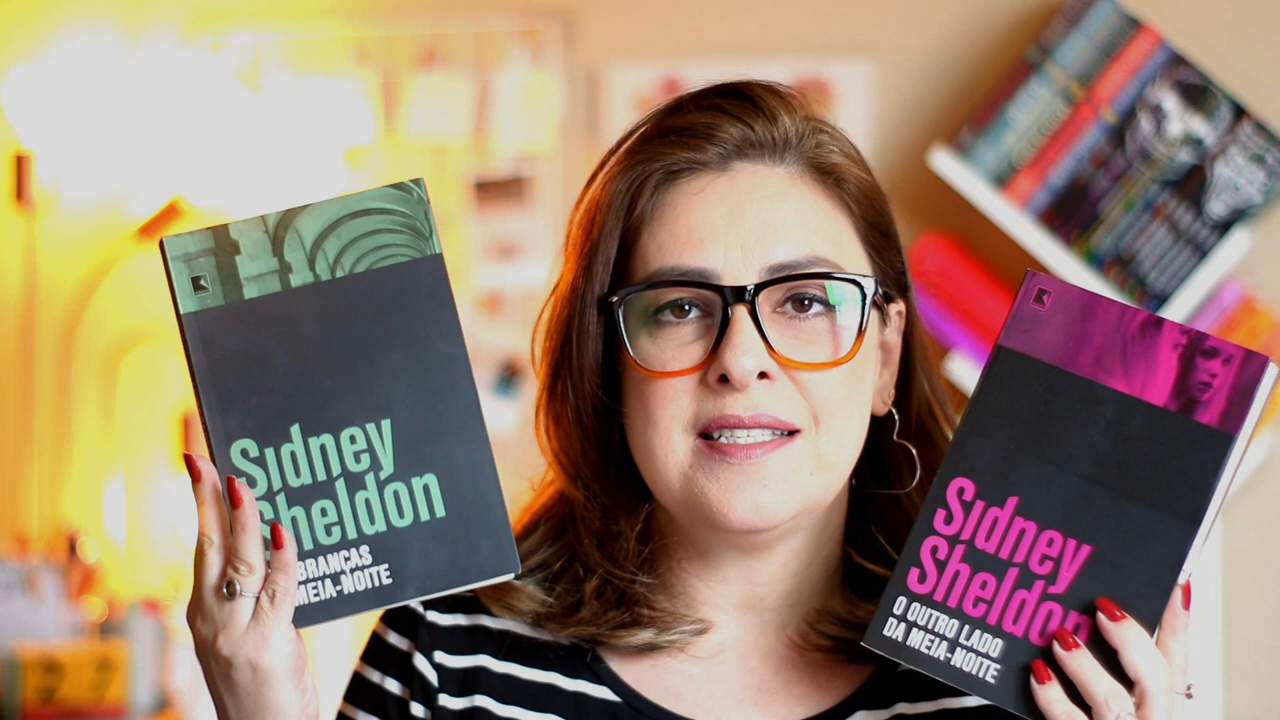 Sidney
Sheldon
BRANÇAS
MEIA-NOITE
Sidney
Sheldon
O OUTRO LADO
DA MEIA-NOITE